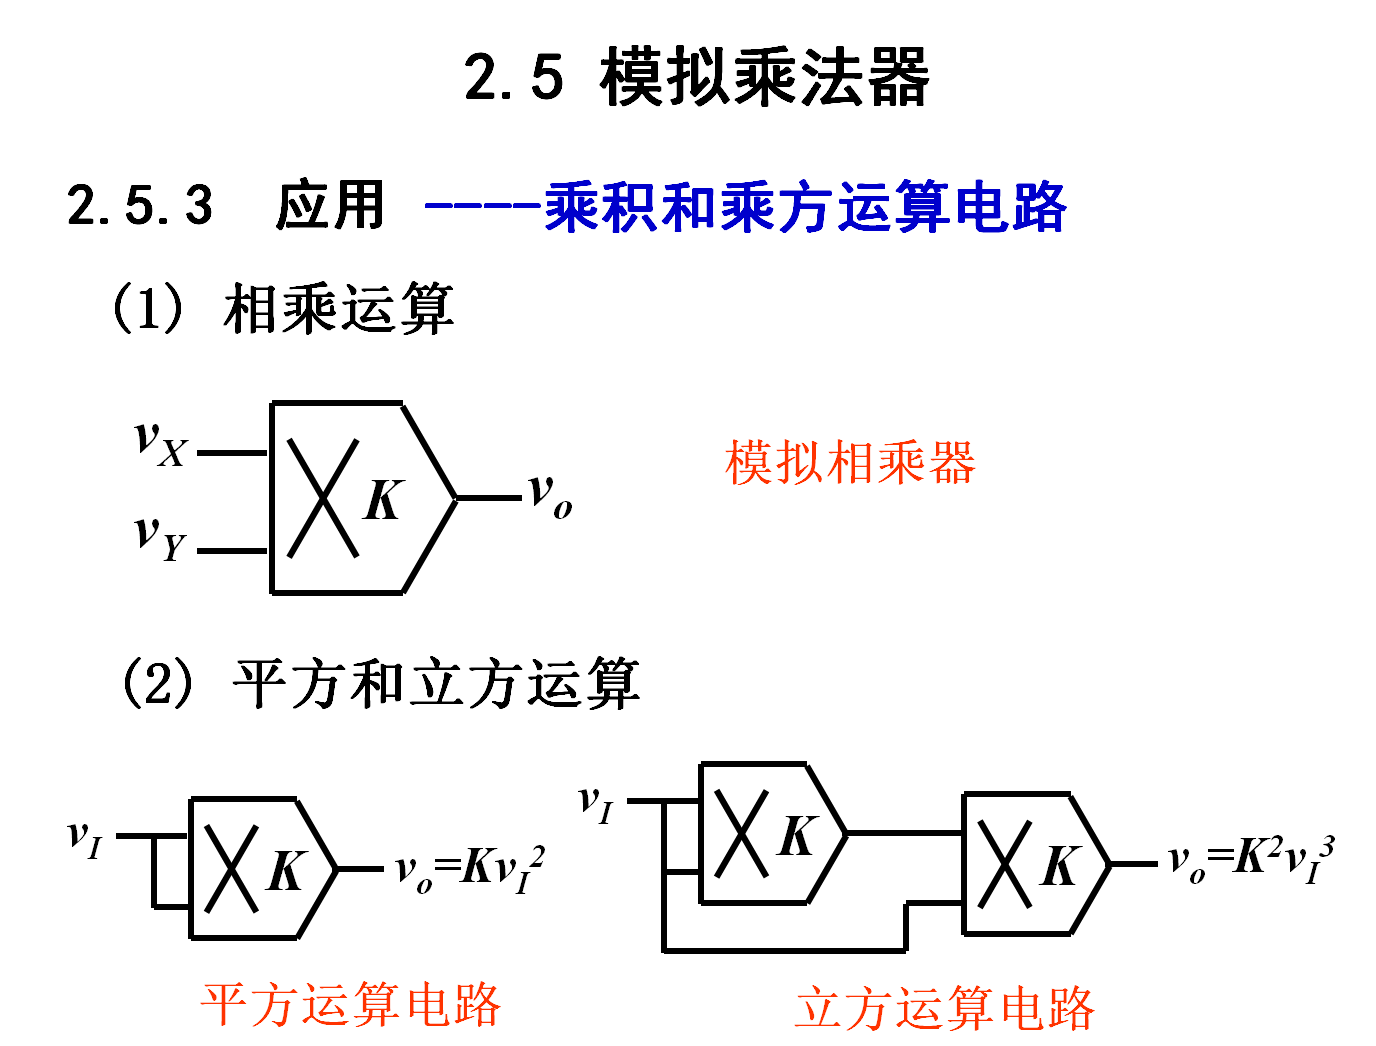 2.5 模拟乘法器
2.5.3 应用 ----乘积和乘方运算电路
(1) 相乘运算
vX
K
vo
vY
模拟相乘器
(2) 平方和立方运算
vI
K
vo=KvI²
平方运算电路
vI
K
K
vo=K²vI³
立方运算电路